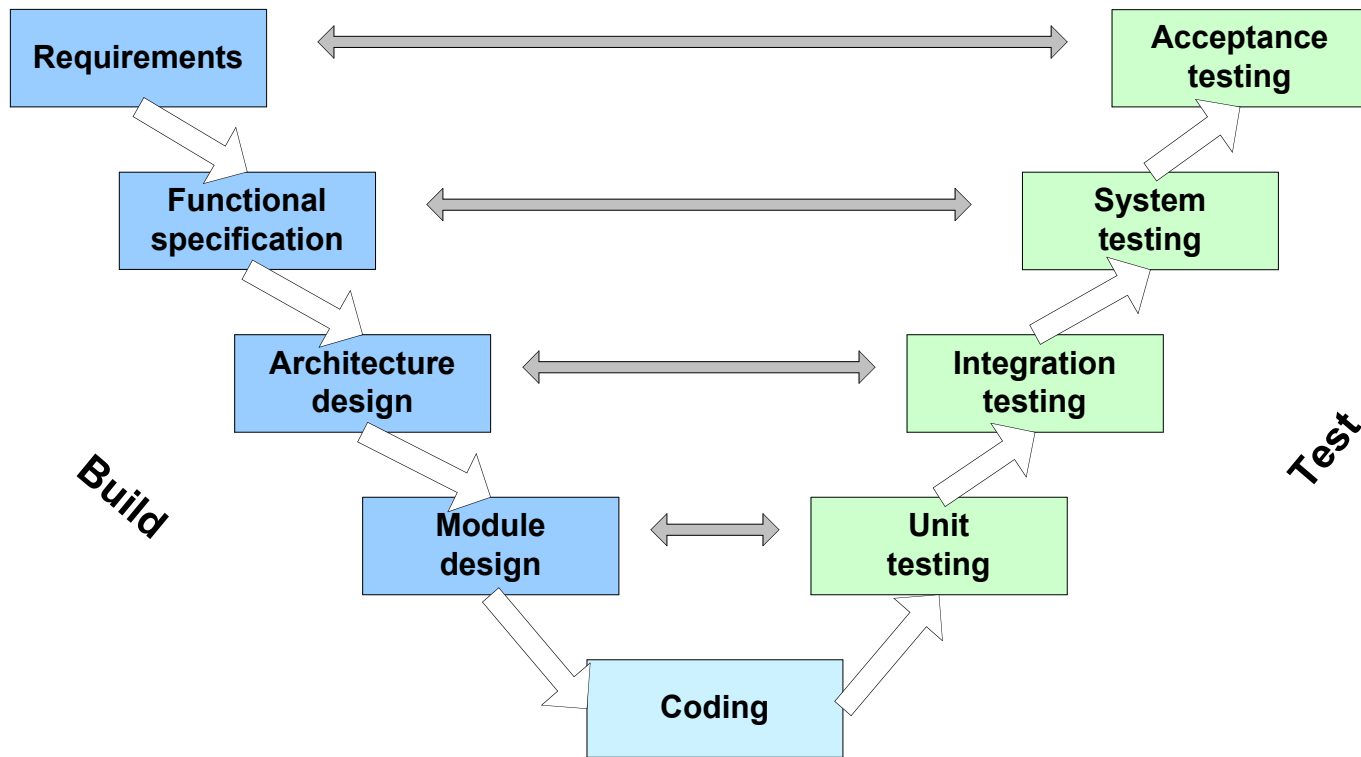 Requirements
Acceptance
testing
Functional
specification
System
testing
Architecture
design
Integration
testing
Build
Test
Module
design
Unit
testing
Coding